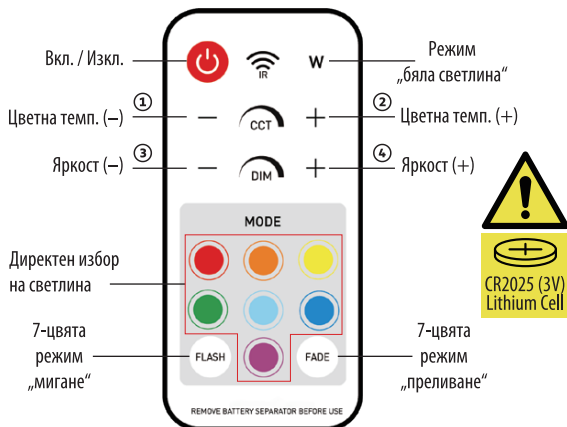 Вкл. / Изкл.
IR
W
Режим
„бяла светлина“
Цветна темп. (−)
①
−
CCT
+
②
Цветна темп. (+)
Яркост (−)
③
−
DIM
+
④
Яркост (+)
MODE
Директен избор
на светлина
CR2025 (3V)
Lithium Cell
7-цвята
режим
„мигане“
FLASH
FADE
7-цвята
режим
„преливане“
REMOVE BATTERY SEPARATOR BEFORE USE